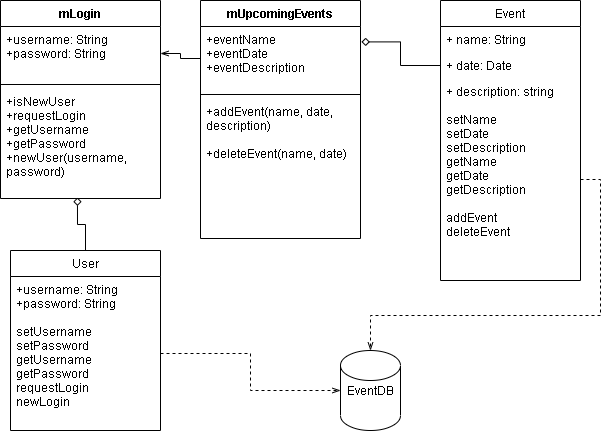 mLogin
+username: String
+password: String
+isNewUser
+requestLogin
+getUsername
+getPassword
+newUser(username,
password)
mUpcomingEvents
+eventName
+eventDate
+eventDescription
+addEvent(name, date,
description)
+deleteEvent(name, date)
Event
+ name: String
+ date: Date
+ description: string
setName
setDate
setDescription
getName
getDate
getDescription
addEvent
deleteEvent
User
+username: String
+password: String
setUsername
setPassword
getUsername
getPassword
requestLogin
newLogin
EventDB